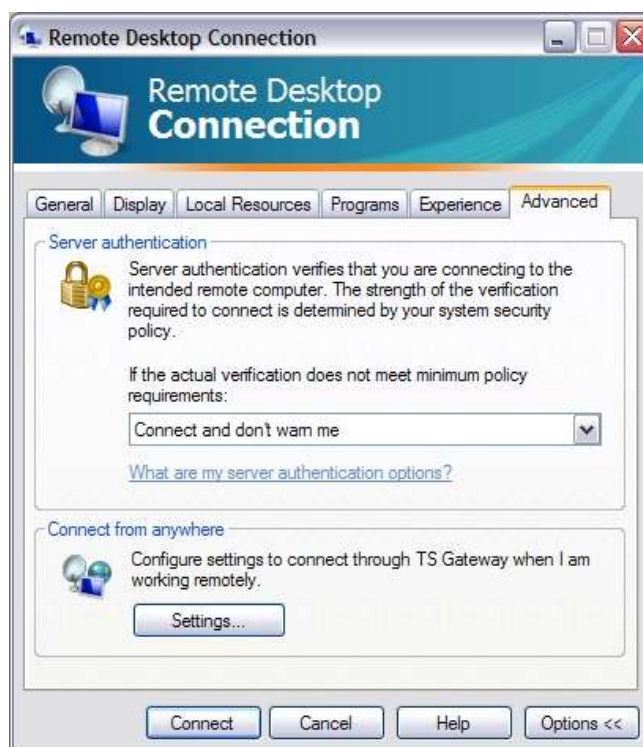 Remote Desktop Connection
Remote Desktop
Connection
General Display Local Resources Programs Experience Advanced
Server authentication
Server authentication verifies that you are connecting to the
intended remote computer. The strength of the verification
required to connect is determined by your system security
policy.
If the actual verification does not meet minimum policy
requirements:
Connect and don't warn me
What are my server authentication options?
Connect from anywhere
Configure settings to connect through TS Gateway when I am
working remotely.
Settings...
Connect Cancel Help Options <<